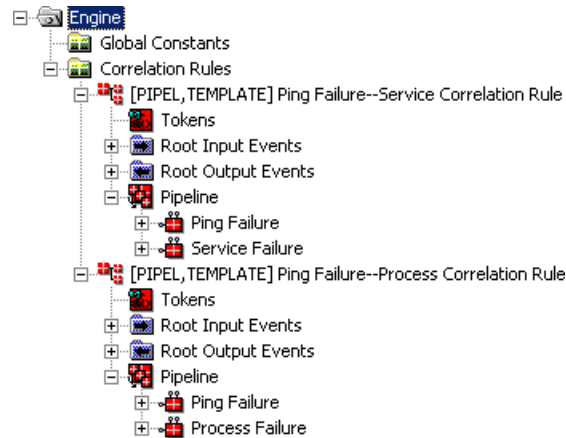 Engine
Global Constants
Correlation Rules
[PIPEL,TEMPLATE] Ping Failure--Service Correlation Rule
Tokens
Root Input Events
Root Output Events
Pipeline
Ping Failure
Service Failure
[PIPEL,TEMPLATE] Ping Failure--Process Correlation Rule
Tokens
Root Input Events
Root Output Events
Pipeline
Ping Failure
Process Failure